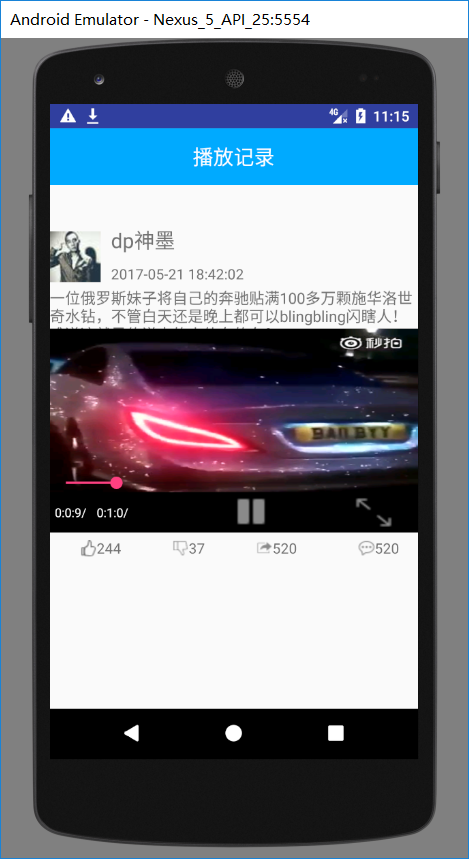 Android Emulator - Nexus_5_API_25:5554
4G 11:15
播放记录
dp神墨
2017-05-21 18:42:02
一位俄罗斯妹子将自己的奔驰贴满100多万颗施华洛世
奇水钻，不管白天还是晚上都可以blingbling闪瞎人！
秒拍
BA11 BYY
0:0:9/ 0:1:0/
244 37 520 520